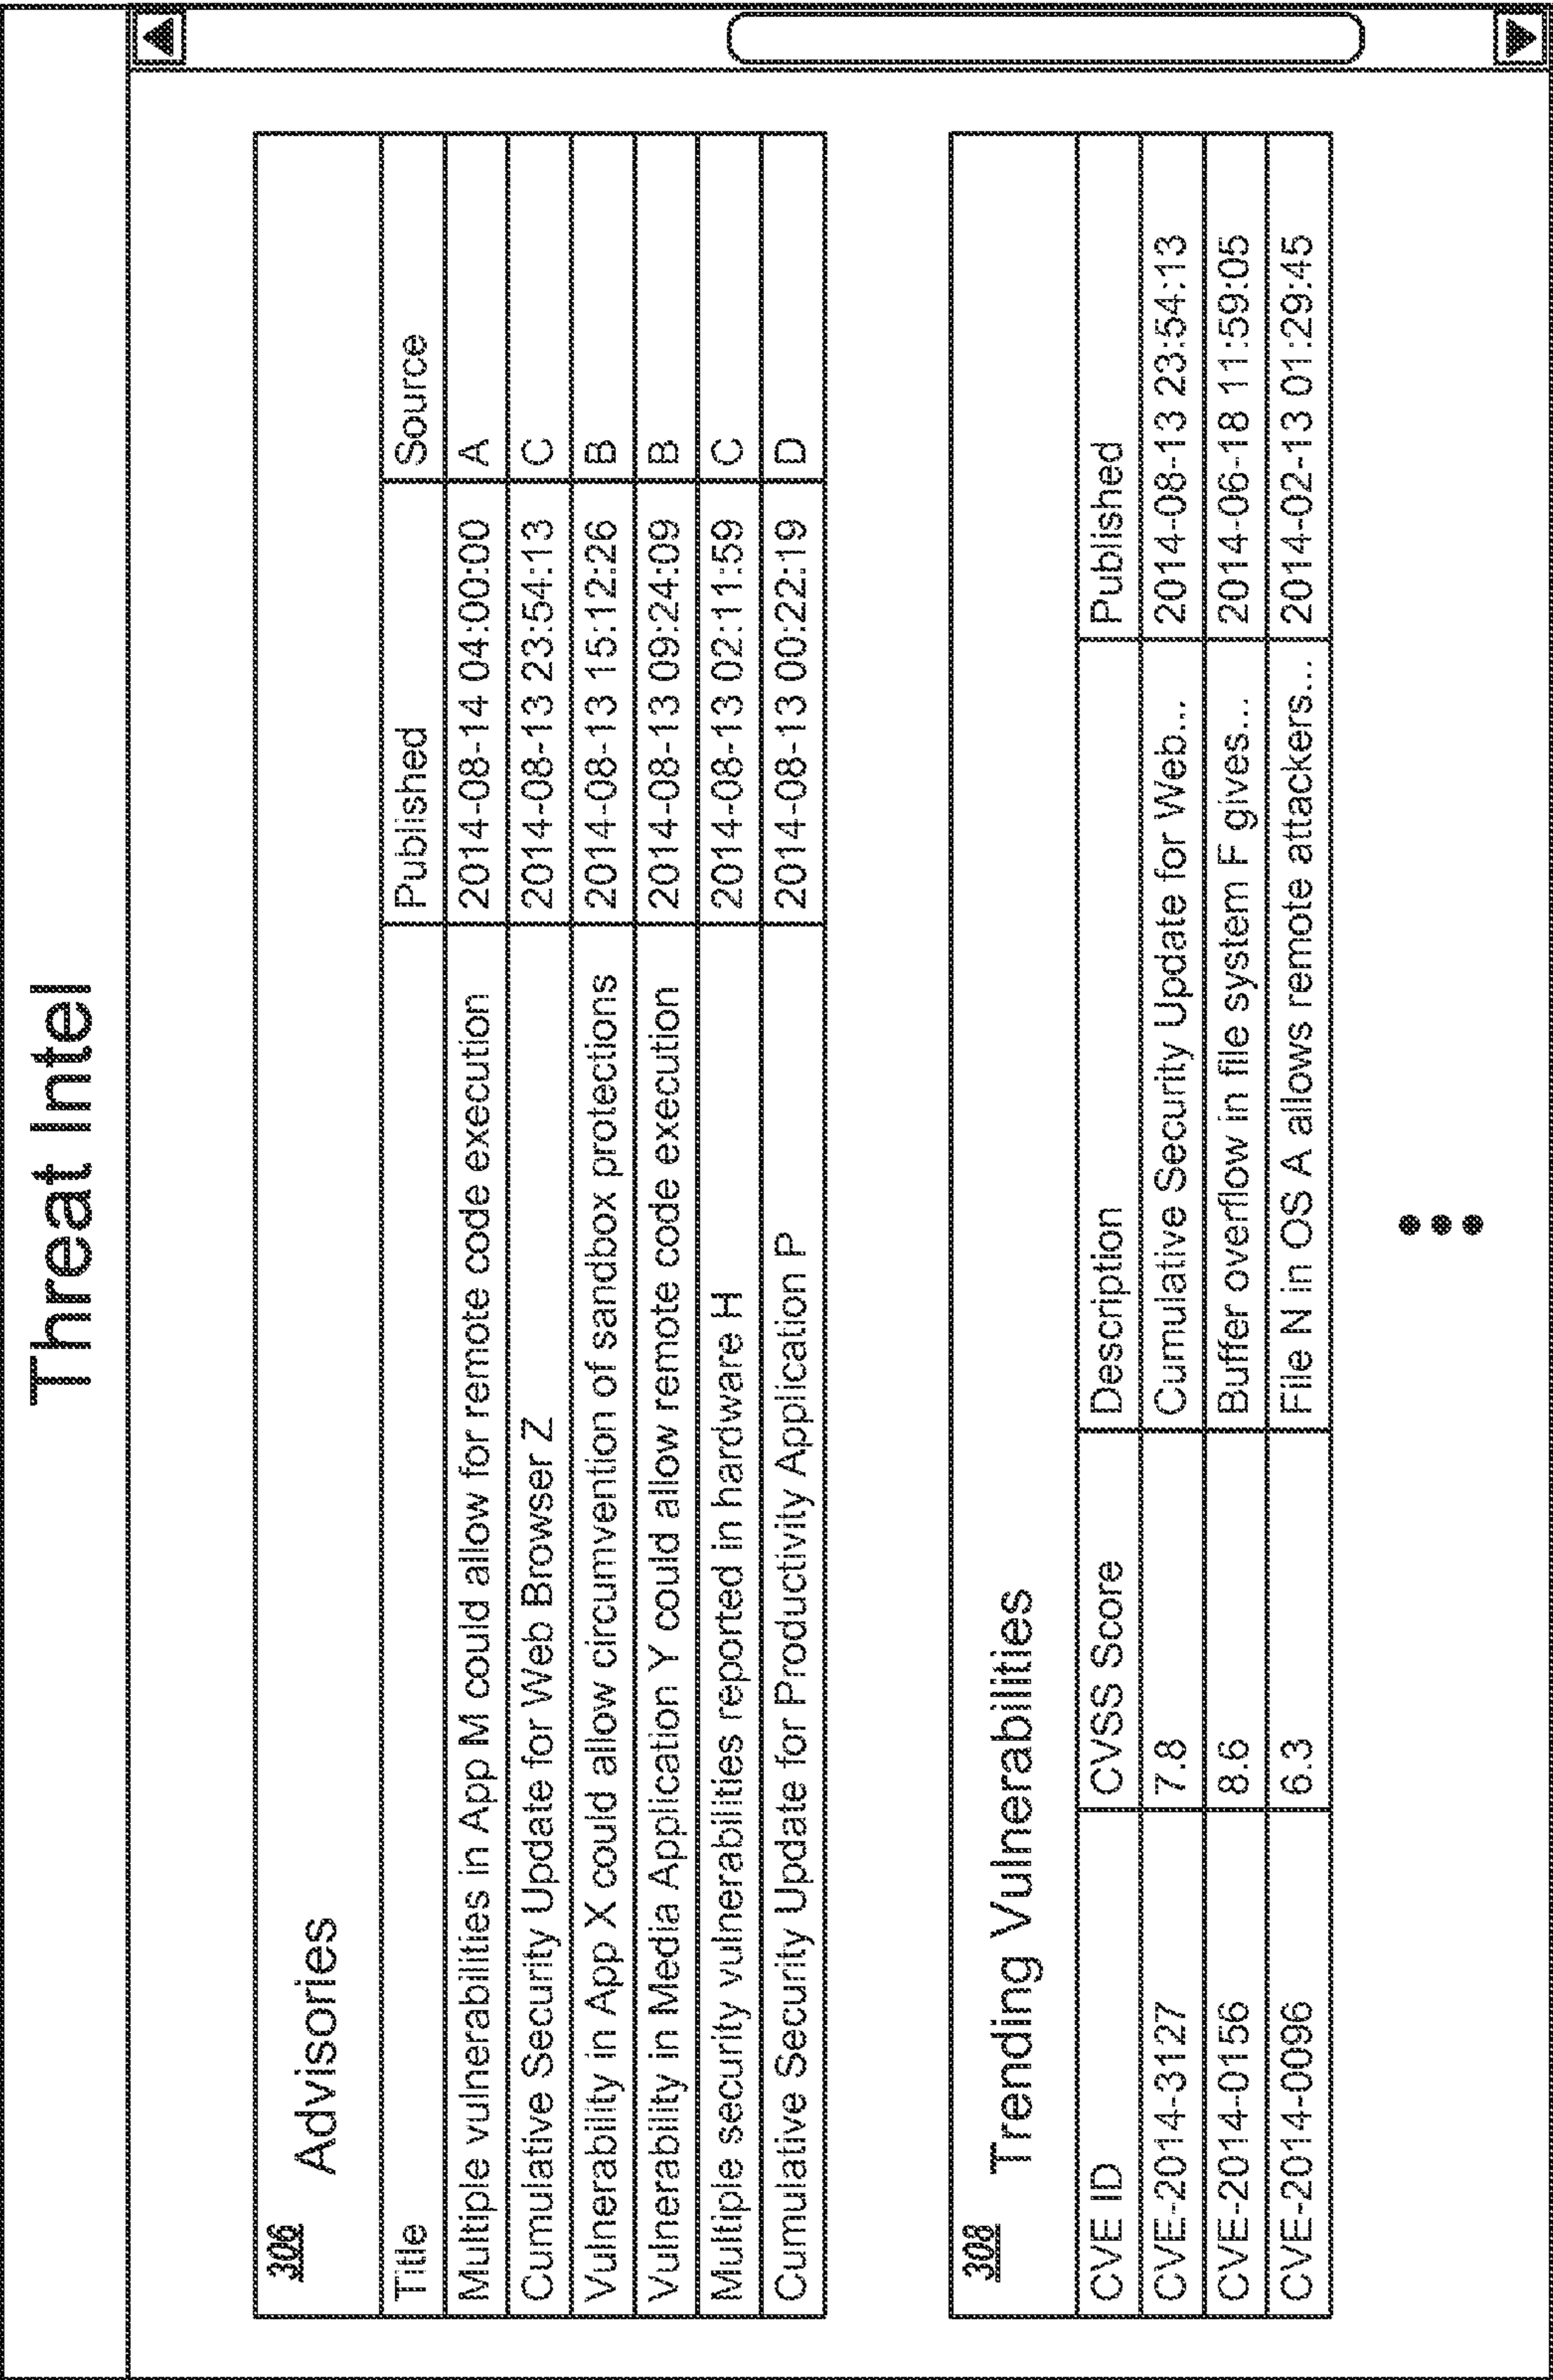 Threat Intel
306
Advisories
Title Published Source
Multiple vulnerabilities in App M could allow for remote code execution 2014-08-14 04:00:00 A
Cumulative Security Update for Web Browser Z 2014-08-13 23:54:13 C
Vulnerability in App X could allow circumvention of sandbox protections 2014-08-13 15:12:26 B
Vulnerability in Media Application Y could allow remote code execution 2014-08-13 09:24:09 B
Multiple security vulnerabilities reported in hardware H 2014-08-13 02:11:59 C
Cumulative Security Update for Productivity Application P 2014-08-13 00:22:19 D
308
Trending Vulnerabilities
CVE ID CVSS Score Description Published
CVE-2014-3127 7.8 Cumulative Security Update for Web... 2014-08-13 23:54:13
CVE-2014-0156 8.6 Buffer overflow in file system F gives... 2014-06-18 11:59:05
CVE-2014-0096 6.3 File N in OS A allows remote attackers... 2014-02-13 01:29:45